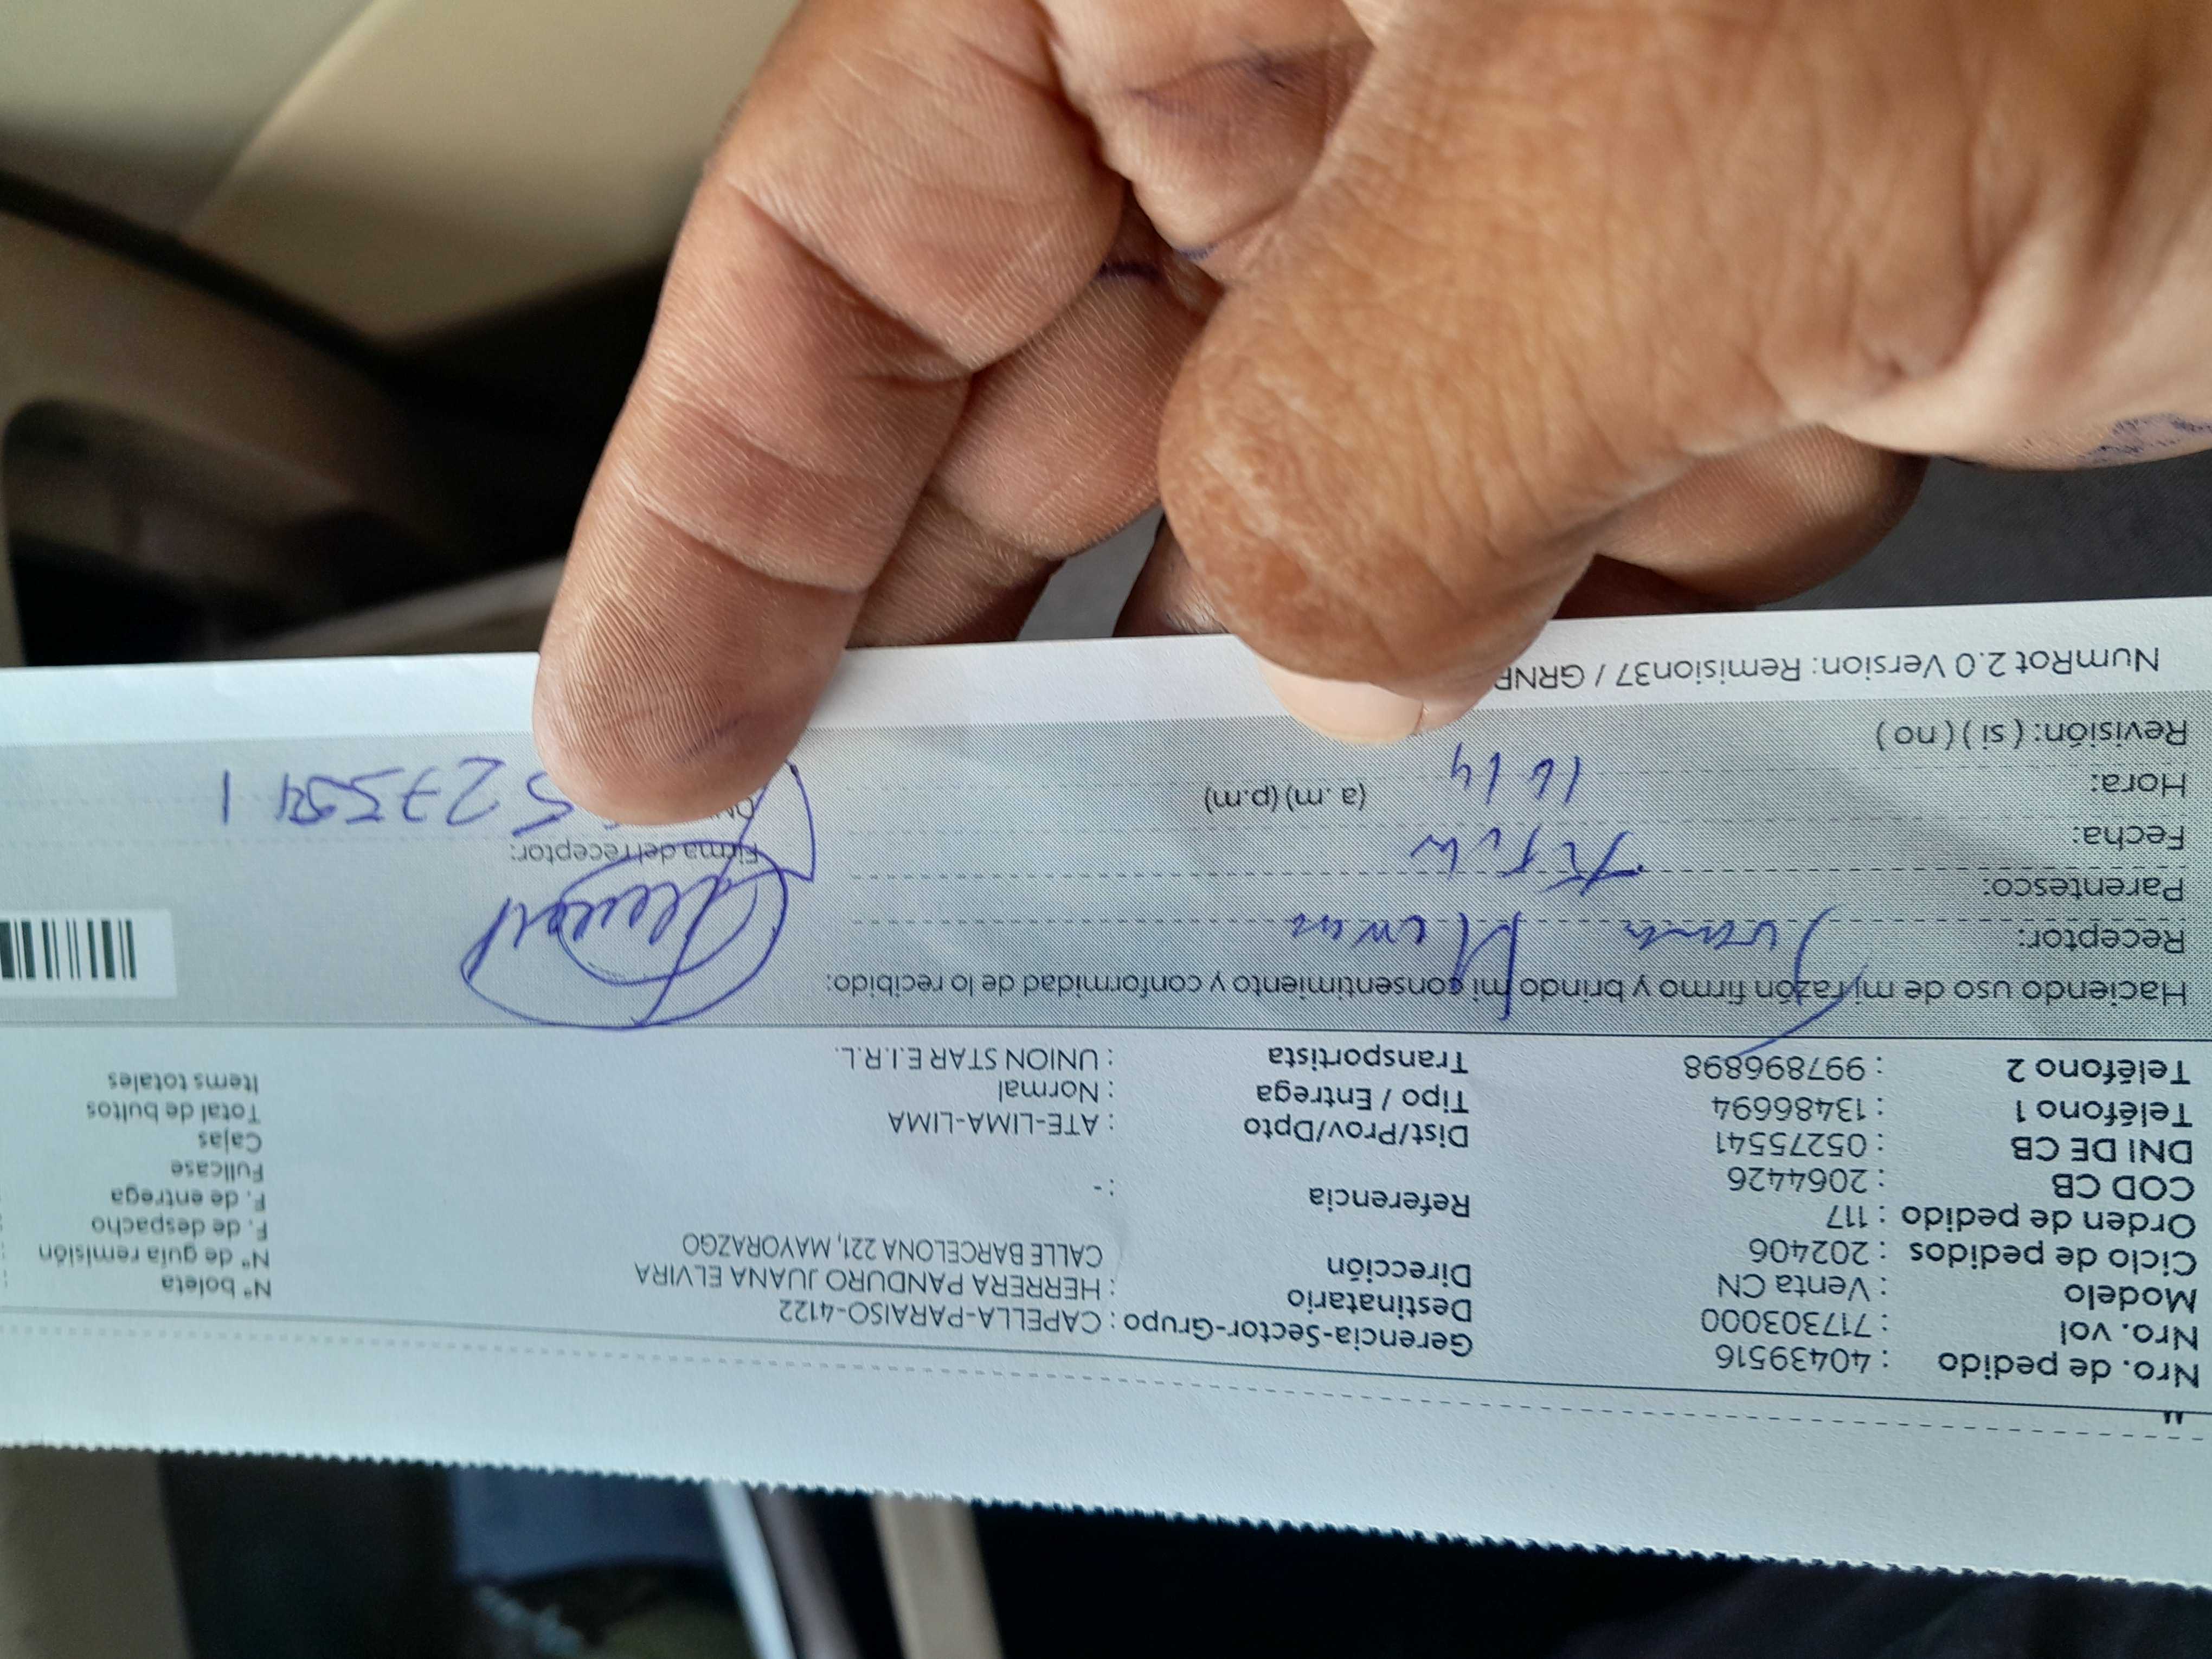 Nro. de pedido : 40439516
Nro. vol : 717303000
Modelo : Venta CN
Ciclo de pedidos : 202406
Orden de pedido : 117
COD CB : 2064426
DNI DE CB : 05275541
Teléfono 1 : 13486694
Teléfono 2 : 997896898
Gerencia-Sector-Grupo : CAPELLA-PARAISO-4122
Destinatario : HERRERA PANDURO JUANA ELVIRA
Dirección CALLE BARCELONA 221, MAYORAZGO
Referencia : -
Dist/Prov/Dpto : ATE-LIMA-LIMA
Tipo / Entrega : Normal
Transportista : UNION STAR E.I.R.L.
N° boleta
N° de guía remisión
F. de despacho
F. de entrega
Fullcase
Cajas
Total de bultos
Items totales
Haciendo uso de mi razón firmo y brindo mi consentimiento y conformidad de lo recibido:
Receptor: Juana
Parentesco:
Fecha:
Hora: 1614 (a.m) (p.m)
Revisión: ( si ) ( no )
Firma del receptor:
5275541
NumRot 2.0 Version: Remision37 / GRNR